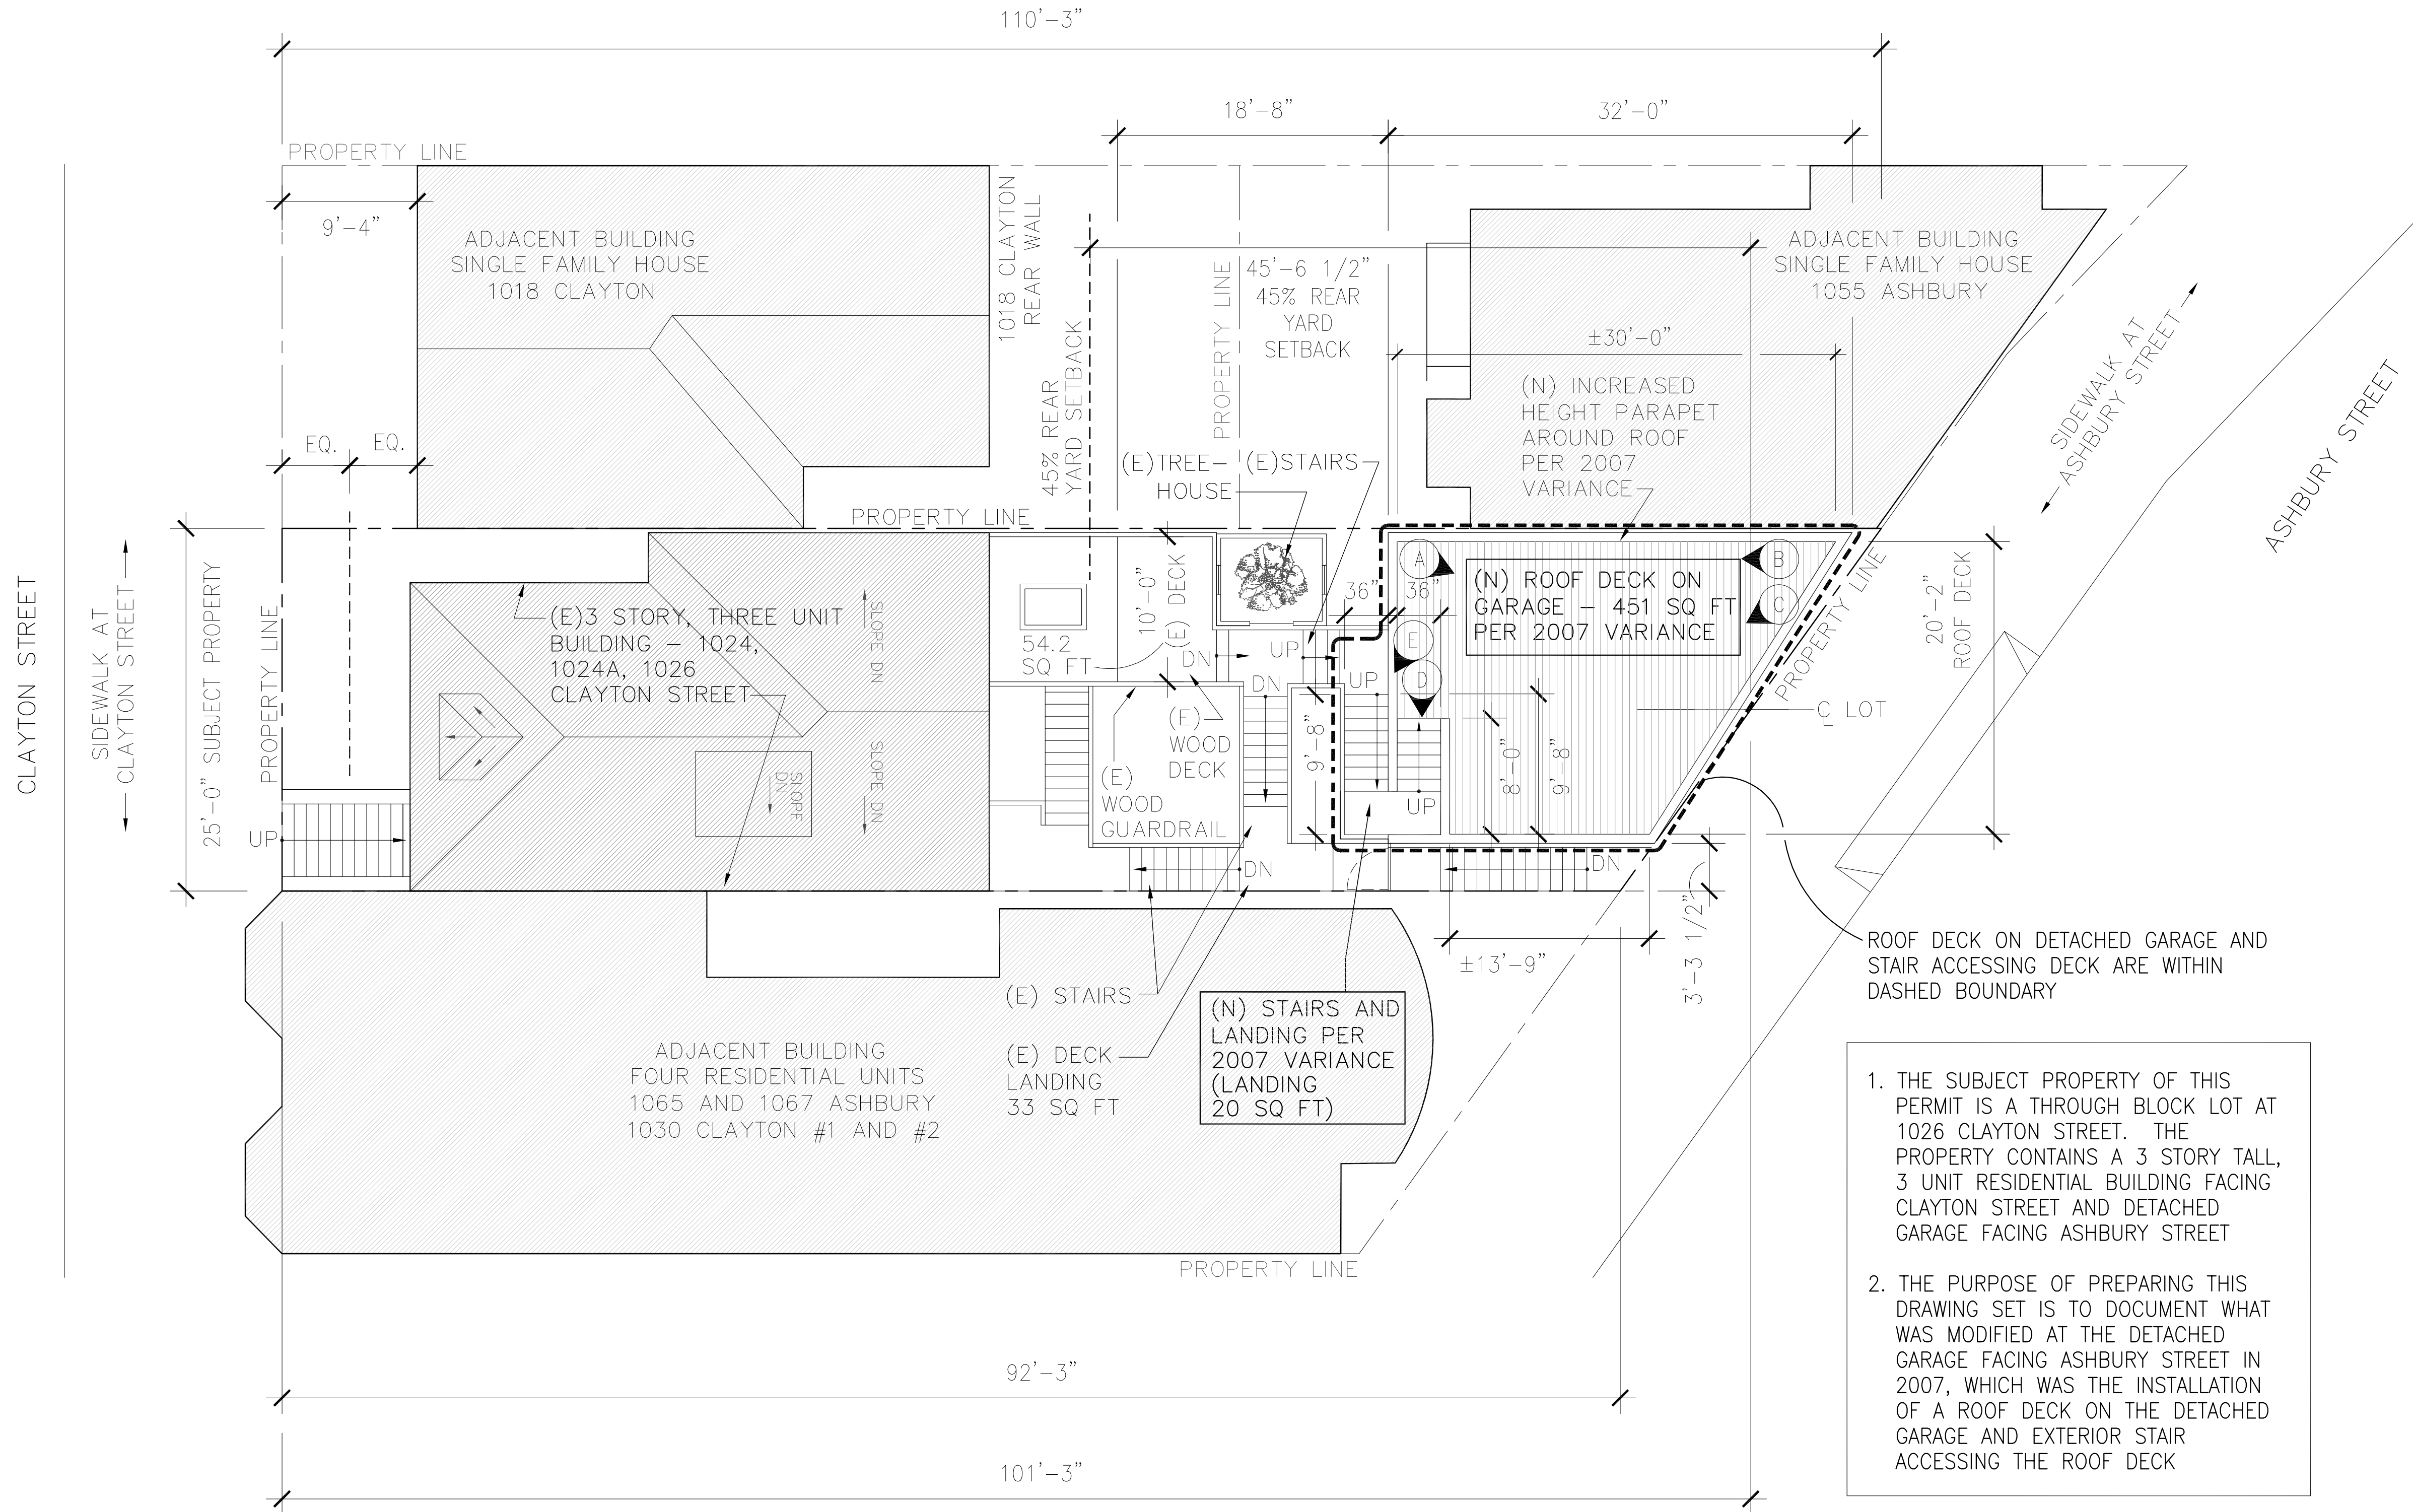 110'-3"
18'-8"
32'-0"
PROPERTY LINE
9'-4"
ADJACENT BUILDING
SINGLE FAMILY HOUSE
1018 CLAYTON
1018 CLAYTON
REAR WALL
PROPERTY LINE
45'-6 1/2"
45% REAR
YARD
SETBACK
45% REAR
YARD SETBACK
ADJACENT BUILDING
SINGLE FAMILY HOUSE
1055 ASHBURY
±30'-0"
(N) INCREASED
HEIGHT PARAPET
AROUND ROOF
PER 2007
VARIANCE
SIDEWALK AT
ASHBURY STREET
ASHBURY STREET
EQ.
EQ.
(E)TREE-
HOUSE
(E)STAIRS
PROPERTY LINE
CLAYTON STREET
SIDEWALK AT
CLAYTON STREET
25'-0" SUBJECT PROPERTY
PROPERTY LINE
(E)3 STORY, THREE UNIT
BUILDING - 1024,
1024A, 1026
CLAYTON STREET
SLOPE DN
SLOPE DN
SLOPE
DN
UP
54.2
SQ FT
10'-0"
(E) DECK
DN
UP
DN
(E)
WOOD
DECK
(E)
WOOD
GUARDRAIL
36"
36"
A
B
C
D
E
(N) ROOF DECK ON
GARAGE - 451 SQ FT
PER 2007 VARIANCE
UP
9'-8"
UP
8'-0"
9'-8"
PROPERTY LINE
20'-2"
ROOF DECK
CL LOT
DN
DN
±13'-9"
3'-3 1/2"
(E) STAIRS
(E) DECK
LANDING
33 SQ FT
(N) STAIRS AND
LANDING PER
2007 VARIANCE
(LANDING
20 SQ FT)
ADJACENT BUILDING
FOUR RESIDENTIAL UNITS
1065 AND 1067 ASHBURY
1030 CLAYTON #1 AND #2
PROPERTY LINE
ROOF DECK ON DETACHED GARAGE AND
STAIR ACCESSING DECK ARE WITHIN
DASHED BOUNDARY
1. THE SUBJECT PROPERTY OF THIS
PERMIT IS A THROUGH BLOCK LOT AT
1026 CLAYTON STREET. THE
PROPERTY CONTAINS A 3 STORY TALL,
3 UNIT RESIDENTIAL BUILDING FACING
CLAYTON STREET AND DETACHED
GARAGE FACING ASHBURY STREET
2. THE PURPOSE OF PREPARING THIS
DRAWING SET IS TO DOCUMENT WHAT
WAS MODIFIED AT THE DETACHED
GARAGE FACING ASHBURY STREET IN
2007, WHICH WAS THE INSTALLATION
OF A ROOF DECK ON THE DETACHED
GARAGE AND EXTERIOR STAIR
ACCESSING THE ROOF DECK
92'-3"
101'-3"